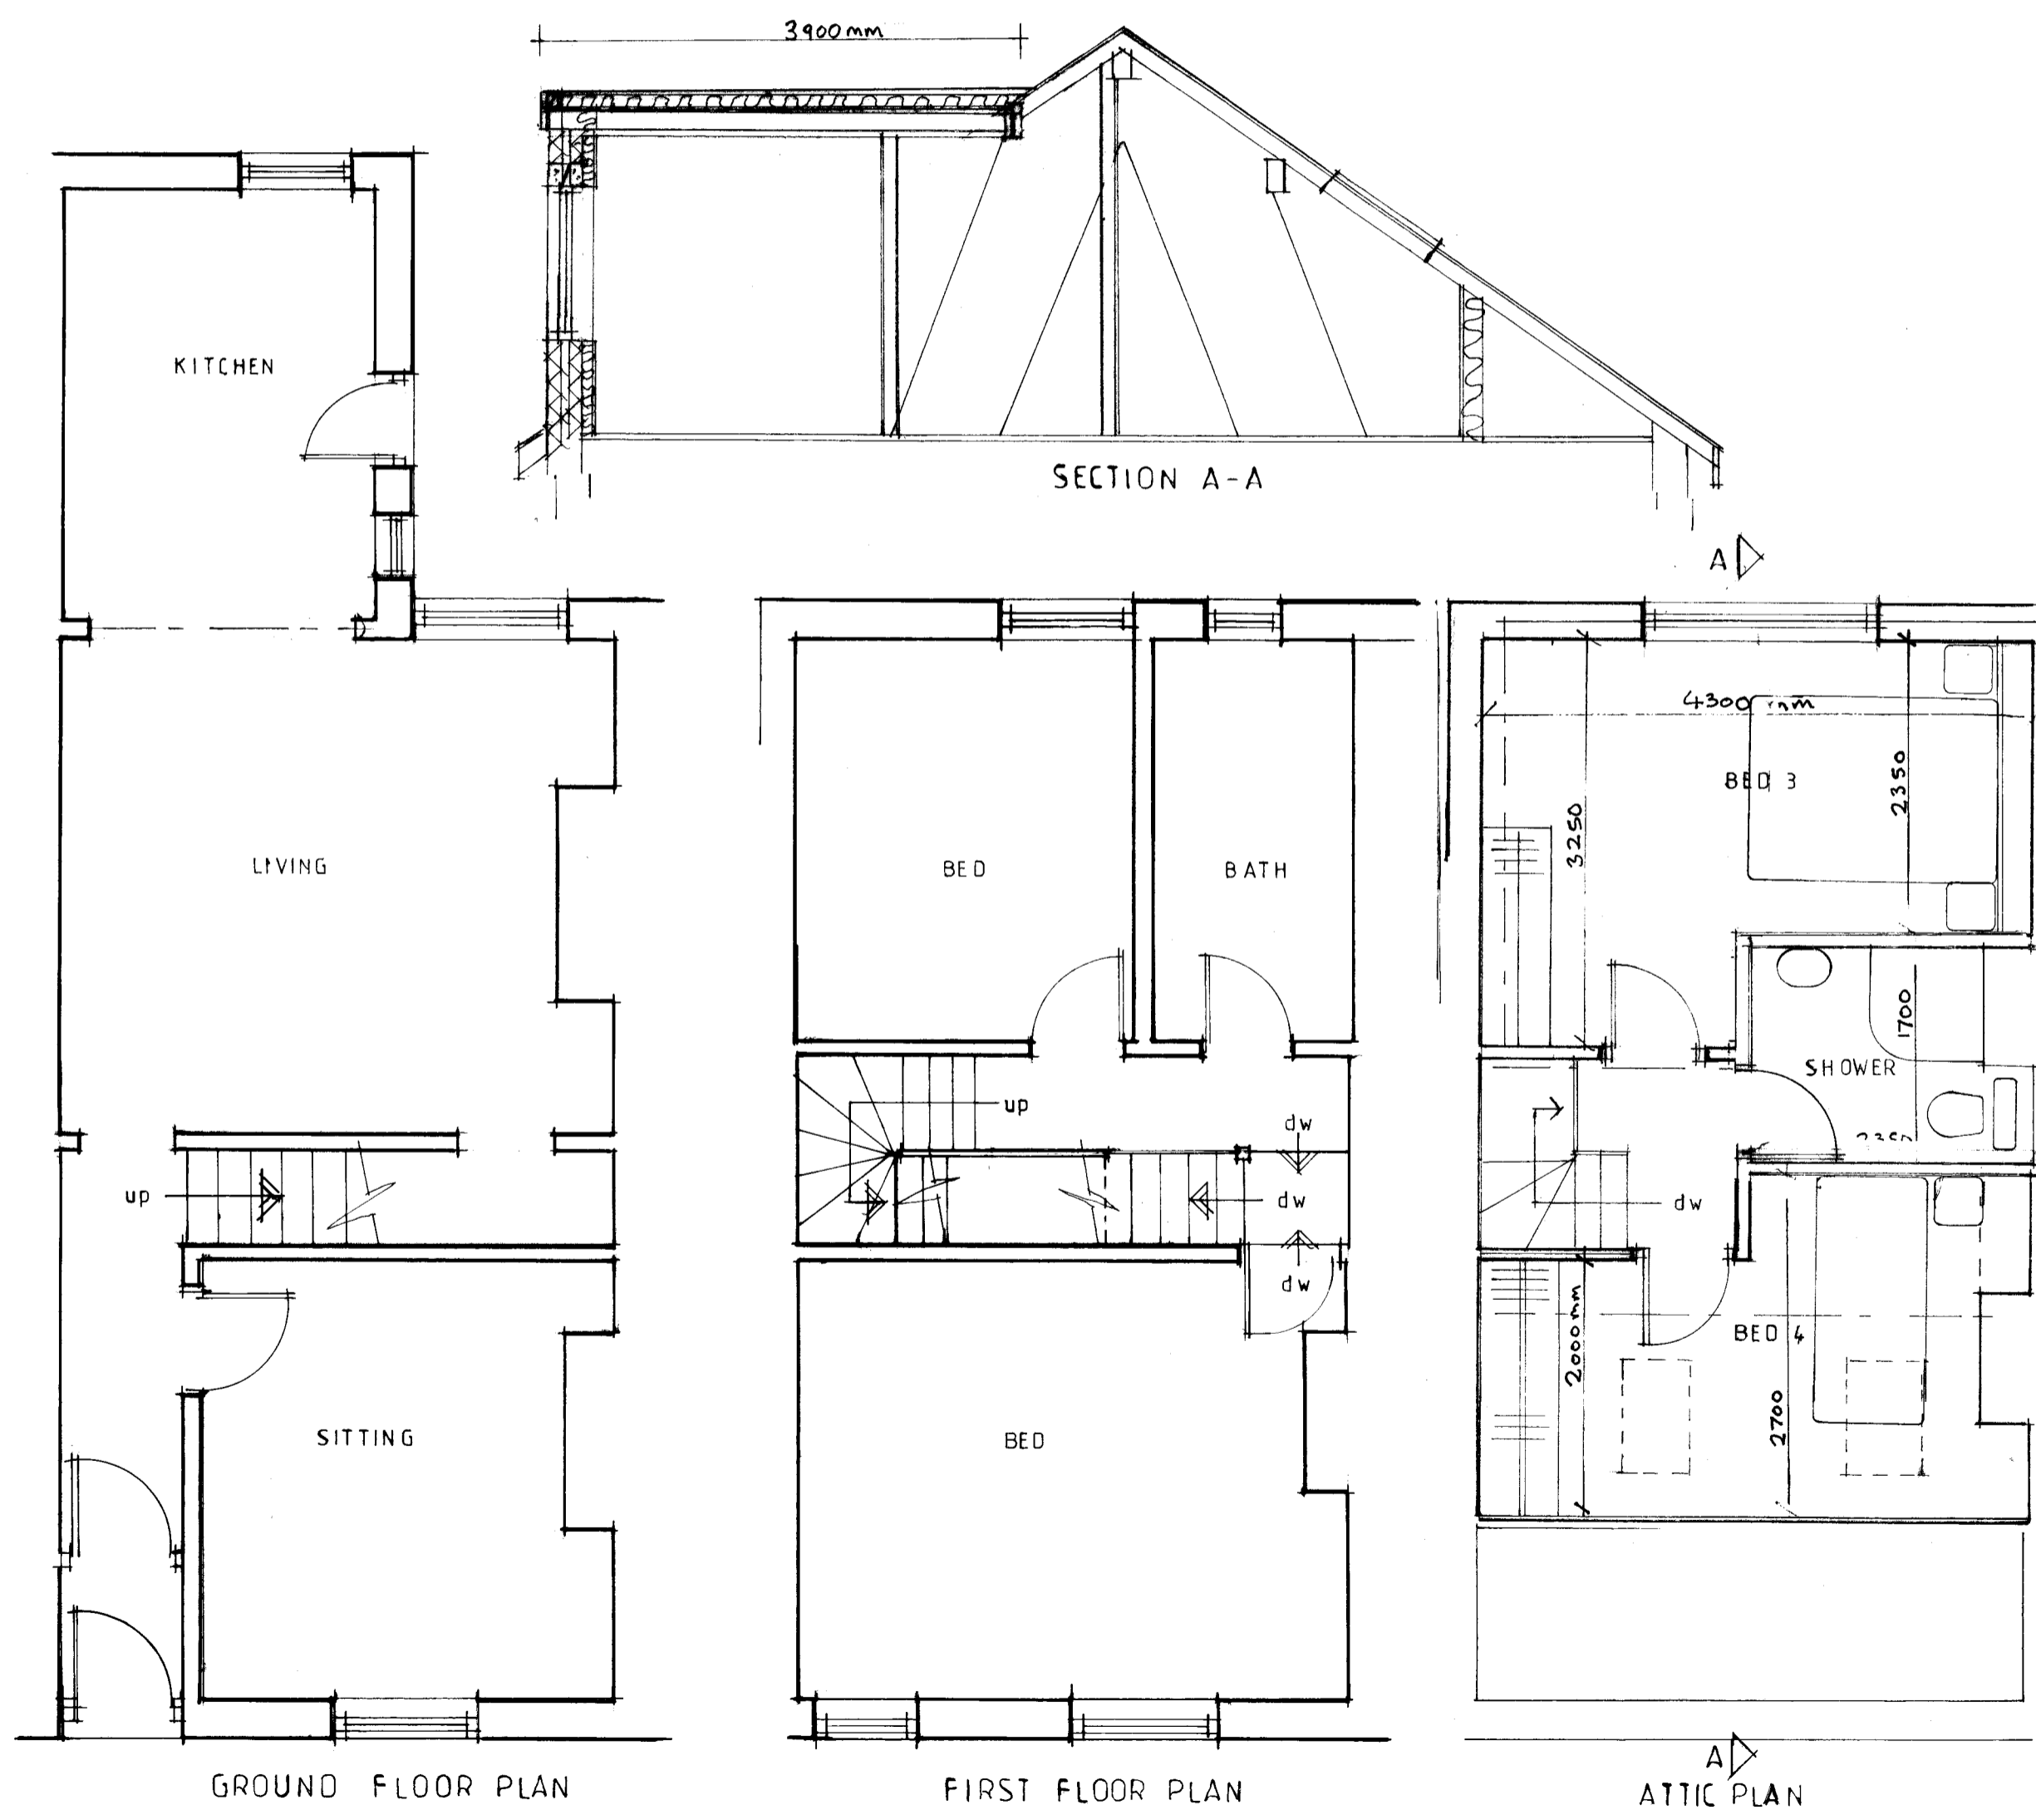 3900mm
SECTION A-A
KITCHEN
LIVING
up
SITTING
GROUND FLOOR PLAN
BED
BATH
up
dw
dw
dw
BED
FIRST FLOOR PLAN
A
4300 mm
BED 3
2350
3250
1700
SHOWER
dw
2000mm
BED 4
2700
A
ATTIC PLAN